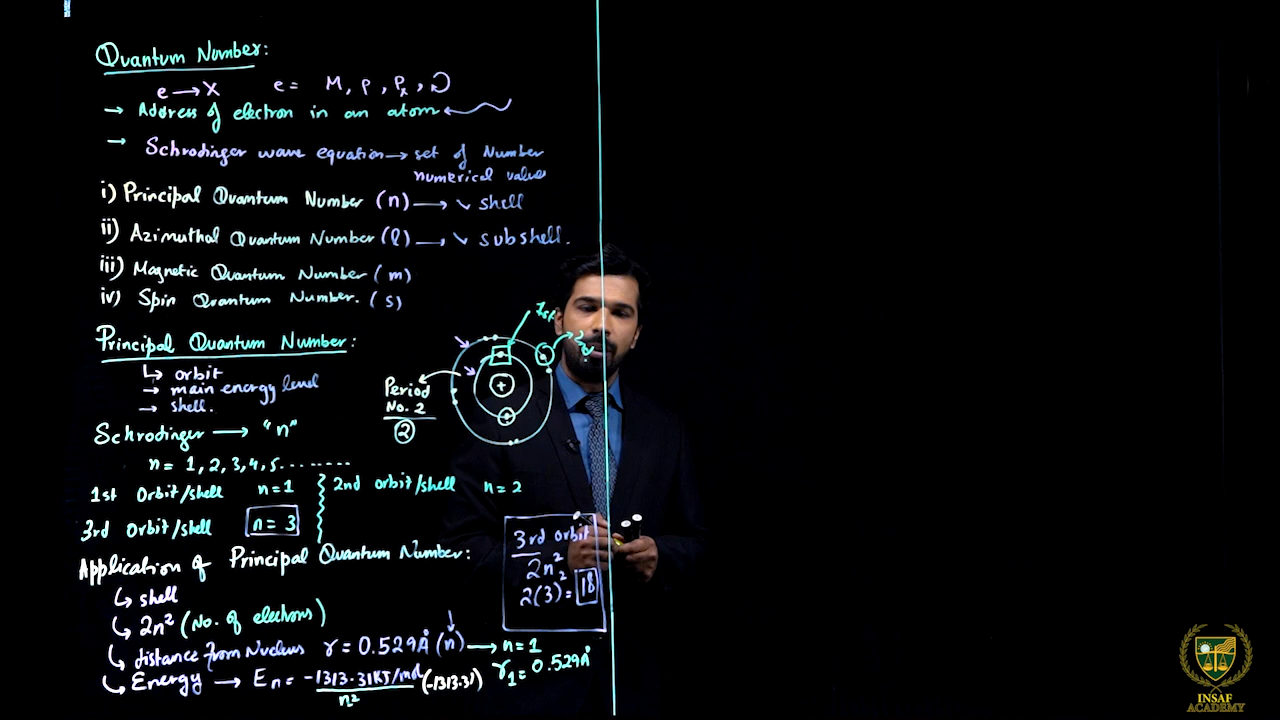 Quantum Number:
e → X e = M, P, Px, D
→ Address of electron in an atom ←
→ Schrodinger wave equation → set of Number
numerical values
i) Principal Quantum Number (n) → shell
ii) Azimuthal Quantum Number (l) → subshell.
iii) Magnetic Quantum Number (m)
iv) Spin Quantum Number. (s)
Principal Quantum Number:
↳ orbit
→ main energy level
→ shell.
+
Period
No. 2
2
Schrodinger → "n"
n = 1, 2, 3, 4, 5........
1st Orbit/shell n=1
2nd orbit/shell n = 2
3rd Orbit/shell n = 3
3rd orbit
2n²
2(3)² = 18
Application of Principal Quantum Number:
↳ shell
↳ 2n² (No. of electrons)
↳ distance from Nucleus r = 0.529Å (n) → n = 1
r₁ = 0.529Å
↳ Energy → En = -1313.31KJ/mol (-1313.31)
n²
INSAF
ACADEMY